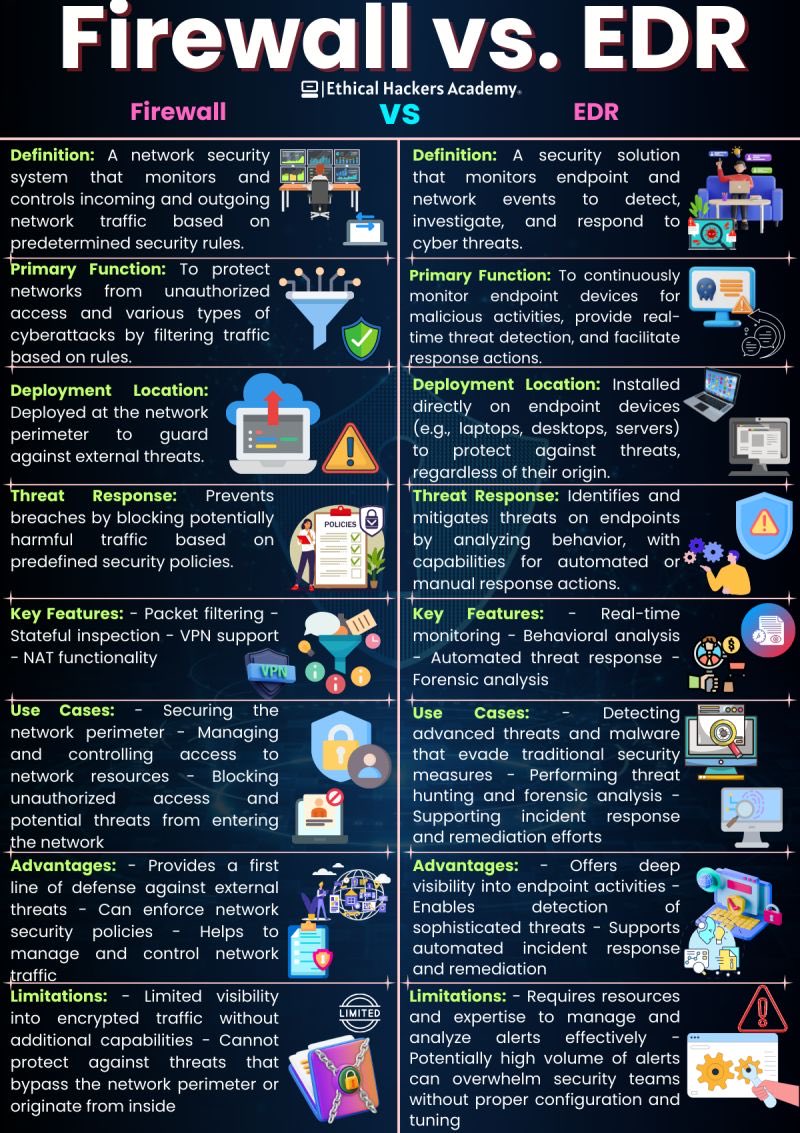 Firewall vs. EDR
|Ethical Hackers Academy
Firewall
VS
EDR
Definition: A network security
system that monitors and
controls incoming and outgoing
network traffic based on
predetermined security rules.
Definition: A security solution
that monitors endpoint and
network events to detect,
investigate, and respond to
cyber threats.
Primary Function: To protect
networks from unauthorized
access and various types of
cyberattacks by filtering traffic
based on rules.
Primary Function: To continuously
monitor endpoint devices for
malicious activities, provide real-
time threat detection, and facilitate
response actions.
Deployment Location:
Deployed at the network
perimeter to guard
against external threats.
Deployment Location: Installed
directly on endpoint devices
(e.g., laptops, desktops, servers)
to protect against threats,
regardless of their origin.
Threat Response: Prevents
breaches by blocking potentially
harmful traffic based on
predefined security policies.
POLICIES
Threat Response: Identifies and
mitigates threats on endpoints
by analyzing behavior, with
capabilities for automated or
manual response actions.
Key Features: - Packet filtering -
Stateful inspection - VPN support
- NAT functionality
VPN
Key Features: - Real-time
monitoring - Behavioral analysis
- Automated threat response -
Forensic analysis
Use Cases: - Securing the
network perimeter - Managing
and controlling access to
network resources - Blocking
unauthorized access and
potential threats from entering
the network
Use Cases: - Detecting
advanced threats and malware
that evade traditional security
measures - Performing threat
hunting and forensic analysis -
Supporting incident response
and remediation efforts
Advantages: - Provides a first
line of defense against external
threats - Can enforce network
security policies - Helps to
manage and control network
traffic
Advantages: - Offers deep
visibility into endpoint activities -
Enables detection of
sophisticated threats - Supports
automated incident response
and remediation
Limitations: - Limited visibility
into encrypted traffic without
additional capabilities - Cannot
protect against threats that
bypass the network perimeter or
originate from inside
LIMITED
Limitations: - Requires resources
and expertise to manage and
analyze alerts effectively -
Potentially high volume of alerts
can overwhelm security teams
without proper configuration and
tuning